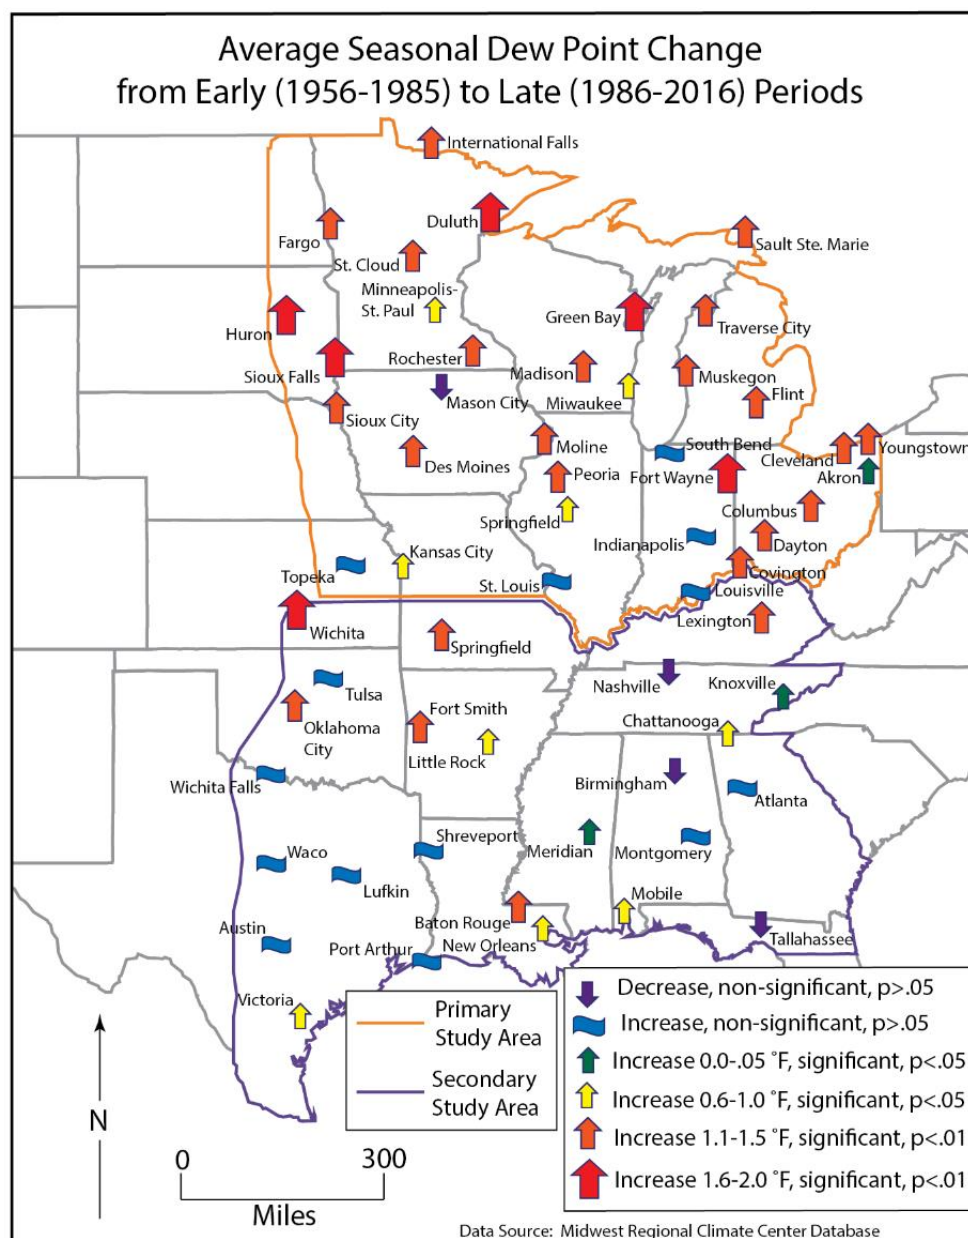 Average Seasonal Dew Point Change
from Early (1956-1985) to Late (1986-2016) Periods
International Falls
Duluth
Fargo
Sault Ste. Marie
St. Cloud
Minneapolis-
St. Paul
Green Bay
Traverse City
Huron
Rochester
Sioux Falls
Madison
Muskegon
Mason City
Miwaukee
Flint
Sioux City
Moline
South Bend
Youngstown
Des Moines
Cleveland
Peoria
Fort Wayne
Akron
Columbus
Springfield
Indianapolis
Dayton
Kansas City
Topeka
St. Louis
Covington
Louisville
Wichita
Lexington
Springfield
Nashville
Knoxville
Tulsa
Fort Smith
Oklahoma
City
Chattanooga
Little Rock
Wichita Falls
Birmingham
Atlanta
Shreveport
Waco
Meridian
Montgomery
Lufkin
Mobile
Austin
Baton Rouge
Port Arthur
New Orleans
Tallahassee
Victoria
Primary
Study Area
Secondary
Study Area
Decrease, non-significant, p>.05
Increase, non-significant, p>.05
Increase 0.0-.05 ˚F, significant, p<.05
Increase 0.6-1.0 ˚F, significant, p<.05
Increase 1.1-1.5 ˚F, significant, p<.01
Increase 1.6-2.0 ˚F, significant, p<.01
N
0 300
Miles
Data Source: Midwest Regional Climate Center Database